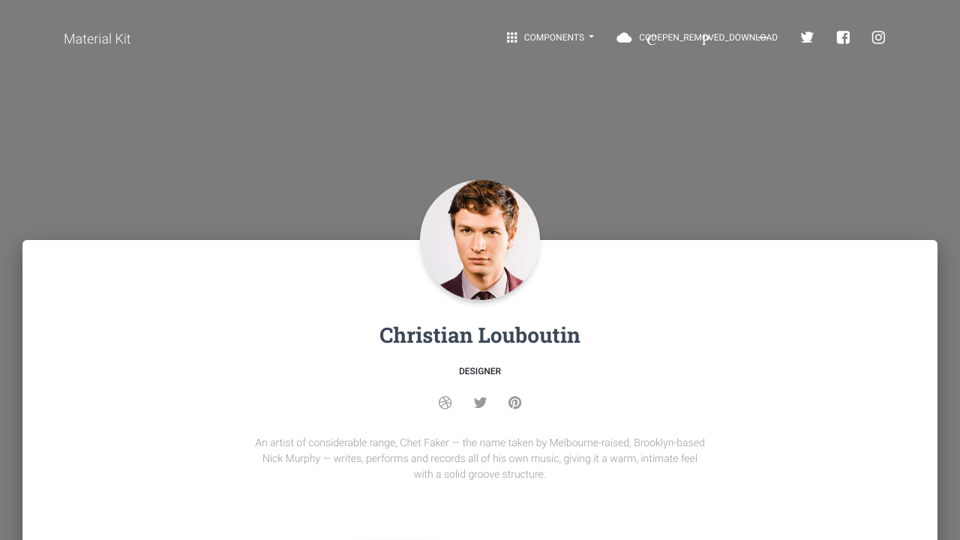 Material Kit
COMPONENTS
CODEPEN_REMOVED_DOWNLOAD
Christian Louboutin
DESIGNER
An artist of considerable range, Chet Faker — the name taken by Melbourne-raised, Brooklyn-based
Nick Murphy — writes, performs and records all of his own music, giving it a warm, intimate feel
with a solid groove structure.